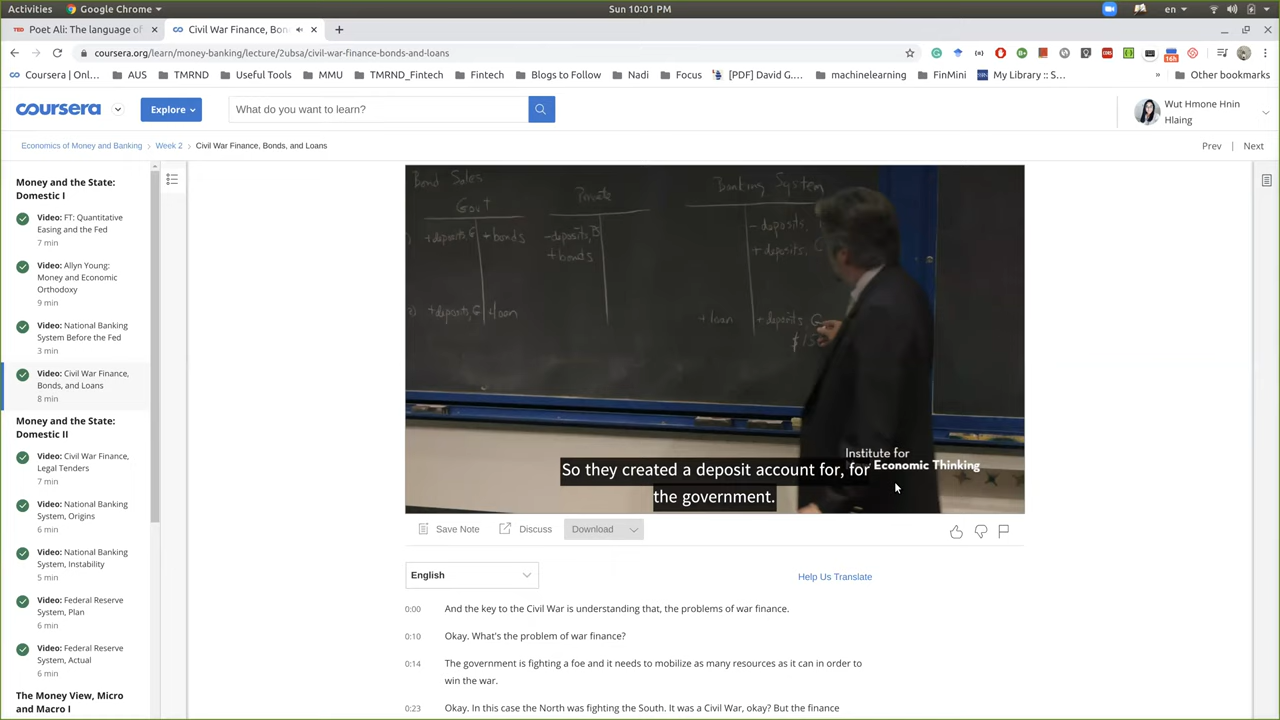 Activities
Google Chrome
Sun 10:01 PM
en
Poet Ali: The language of
Civil War Finance, Bon
coursera.org/learn/money-banking/lecture/2ubsa/civil-war-finance-bonds-and-loans
16h
Coursera | Onl...
AUS
TMRND
Useful Tools
MMU
TMRND_Fintech
Fintech
Blogs to Follow
Nadi
Focus
[PDF] David G....
machinelearning
FinMini
My Library :: S...
»
Other bookmarks
coursera
Explore
What do you want to learn?
Wut Hmone Hnin
Hlaing
Economics of Money and Banking > Week 2 > Civil War Finance, Bonds, and Loans
Prev | Next
Money and the State:
Domestic I
Video: FT: Quantitative
Easing and the Fed
7 min
Video: Allyn Young:
Money and Economic
Orthodoxy
9 min
Video: National Banking
System Before the Fed
3 min
Video: Civil War Finance,
Bonds, and Loans
8 min
Money and the State:
Domestic II
Video: Civil War Finance,
Legal Tenders
7 min
Video: National Banking
System, Origins
6 min
Video: National Banking
System, Instability
5 min
Video: Federal Reserve
System, Plan
6 min
Video: Federal Reserve
System, Actual
6 min
The Money View, Micro
and Macro I
Bond Sales
Govt
Private
Banking System
+deposits, G
+bonds
-deposits, B
+bonds
-deposits,
+deposits,
+deposits, G
+loan
+loan
+deposits, G
Institute for
Economic Thinking
So they created a deposit account for, for
the government.
Save Note
Discuss
Download
English
Help Us Translate
0:00 And the key to the Civil War is understanding that, the problems of war finance.
0:10 Okay. What's the problem of war finance?
0:14 The government is fighting a foe and it needs to mobilize as many resources as it can in order to
win the war.
0:23 Okay. In this case the North was fighting the South. It was a Civil War, okay? But the finance